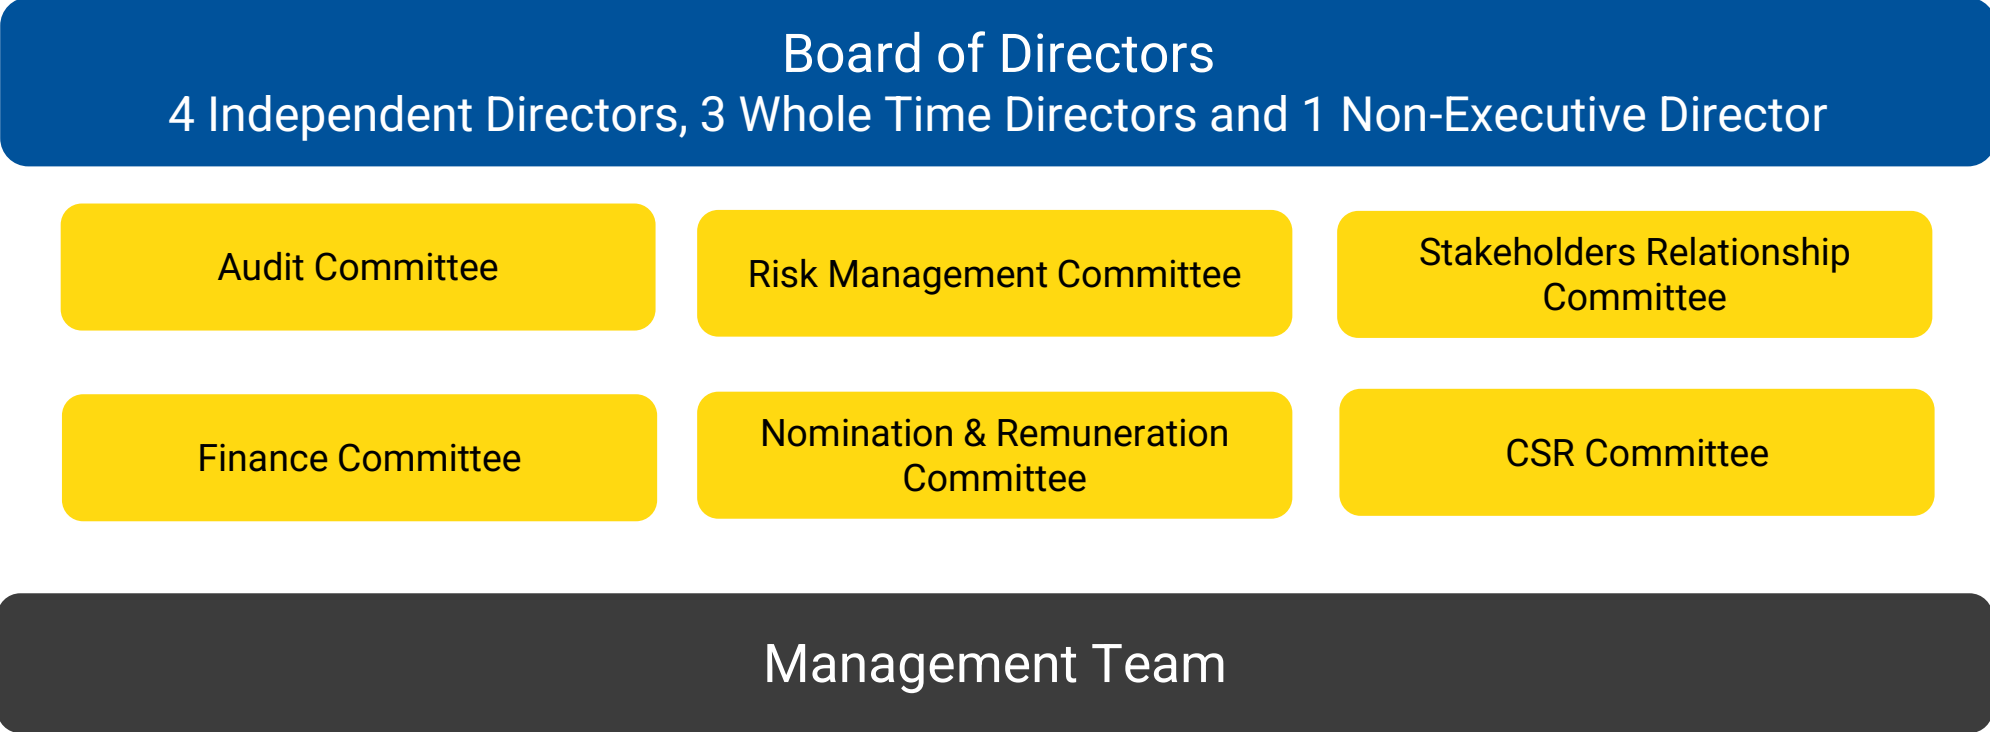 Board of Directors
4 Independent Directors, 3 Whole Time Directors and 1 Non-Executive Director
Audit Committee
Risk Management Committee
Stakeholders Relationship
Committee
Finance Committee
Nomination & Remuneration
Committee
CSR Committee
Management Team